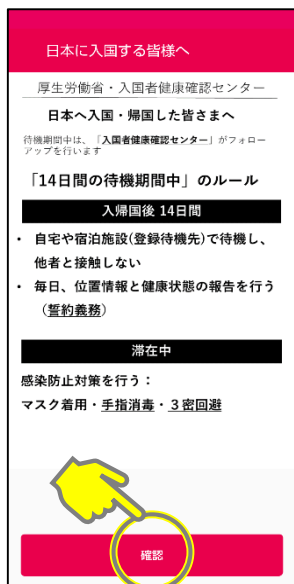 日本に入国する皆様へ
厚生労働省・入国者健康確認センター
日本へ入国・帰国した皆さまへ
待機期間中は、「入国者健康確認センター」がフォロー
アップを行います
「14日間の待機期間中」のルール
入帰国後 14日間
・ 自宅や宿泊施設(登録待機先)で待機し、
他者と接触しない
・ 毎日、位置情報と健康状態の報告を行う
（誓約義務）
滞在中
感染防止対策を行う：
マスク着用・手指消毒・３密回避
確認